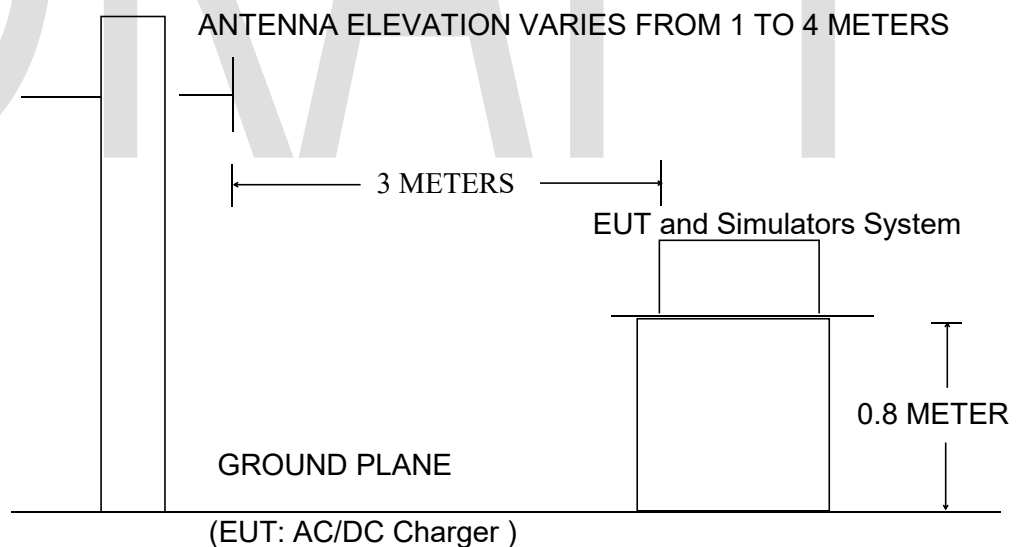 DRAFT
ANTENNA ELEVATION VARIES FROM 1 TO 4 METERS
3 METERS
EUT and Simulators System
0.8 METER
GROUND PLANE
(EUT: AC/DC Charger )